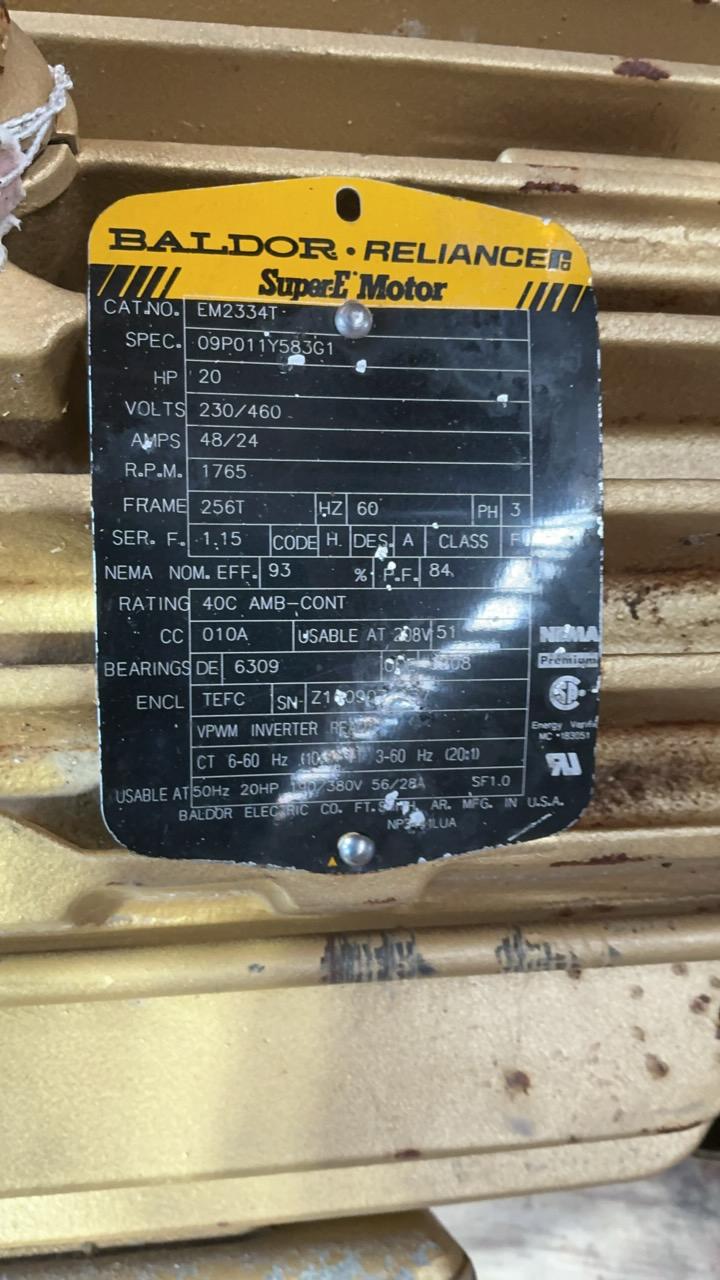 BALDOR · RELIANCE
Super-E Motor
CAT.NO. EM2334T
SPEC. 09P011Y583G1
HP 20
VOLTS 230/460
AMPS 48/24
R.P.M. 1765
FRAME 256T HZ 60 PH 3
SER. F. 1.15 CODE H DES. A CLASS F
NEMA NOM. EFF. 93 % P.F. 84
RATING 40C AMB-CONT
CC 010A USABLE AT 208V 51
BEARINGS DE 6309
ENCL TEFC SN
VPWM INVERTER
CT 6-60 Hz 3-60 Hz (20:1)
USABLE AT 50Hz 20HP 190/380V 56/28A SF1.0
BALDOR ELECTRIC CO. FT.SMITH, AR. MFG. IN U.S.A.
NEMA
Premium
Energy Verified
MC 183051